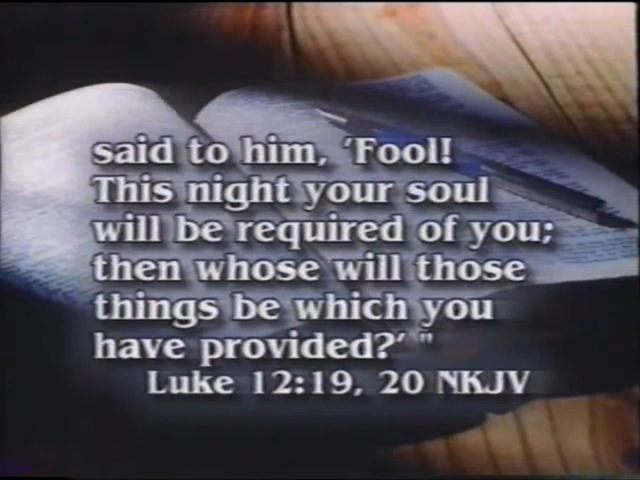 said to him, 'Fool!
This night your soul
will be required of you;
then whose will those
things be which you
have provided?' "
Luke 12:19, 20 NKJV